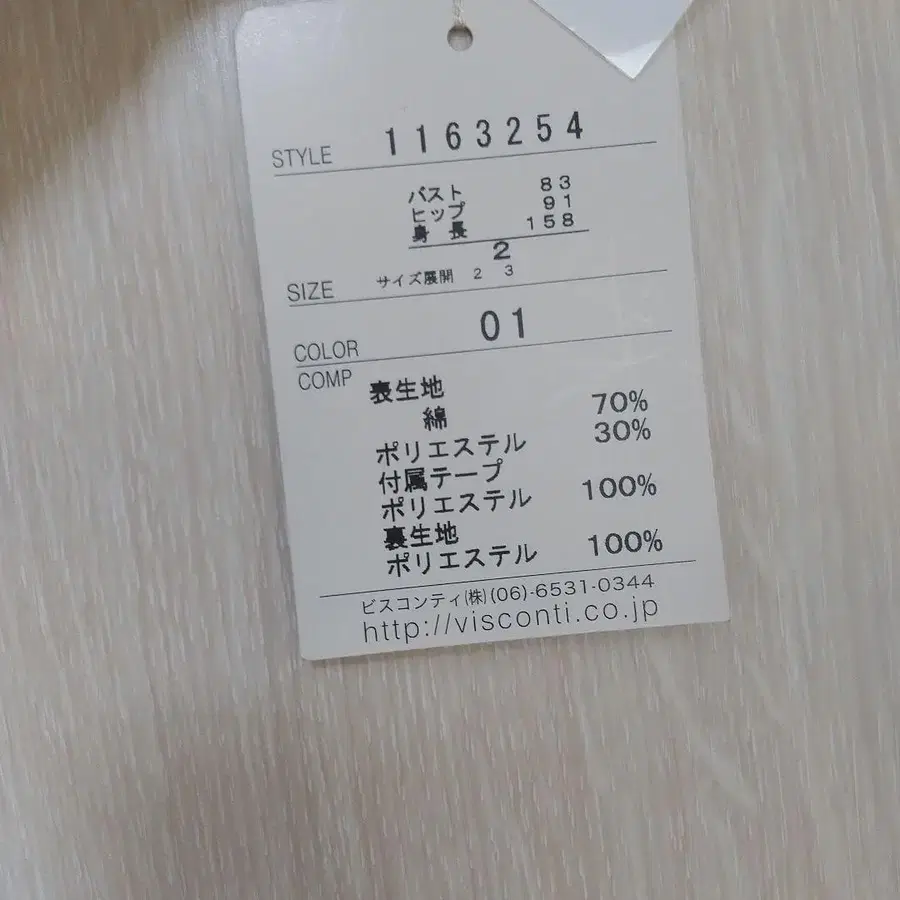 STYLE 1163254
バスト 83
ヒップ 91
身長 158
2
SIZE サイズ展開 2 3
COLOR 01
COMP 表生地
綿 70%
ポリエステル 30%
付属テープ
ポリエステル 100%
裏生地
ポリエステル 100%
ビスコンティ(株)(06)-6531-0344
http://visconti.co.jp